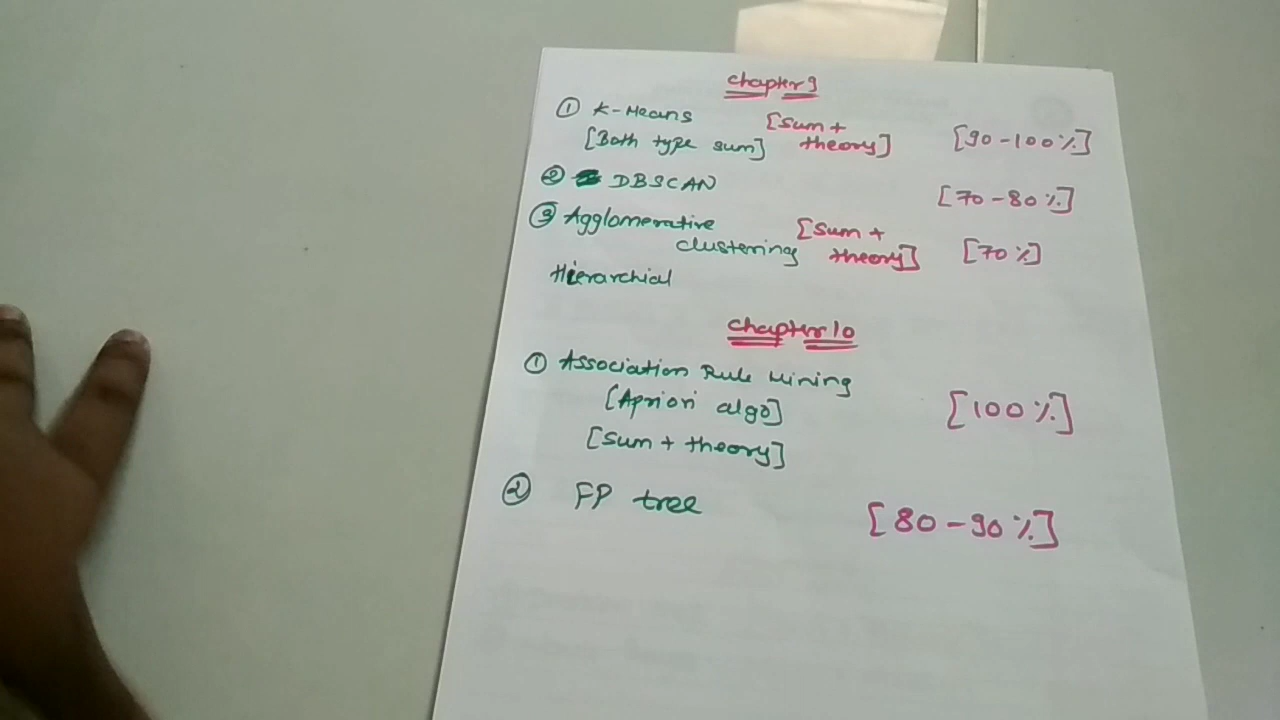 Chapter 9
① K-Means [Sum + [90-100%]
[Both type sum] theory]
② DBSCAN [70-80%]
③ Agglomerative [Sum +
clustering theory] [70%]
Hierarchial
Chapter 10
① Association Rule Mining
[Apriori algo] [100%]
[Sum + theory]
② FP tree [80-90%]